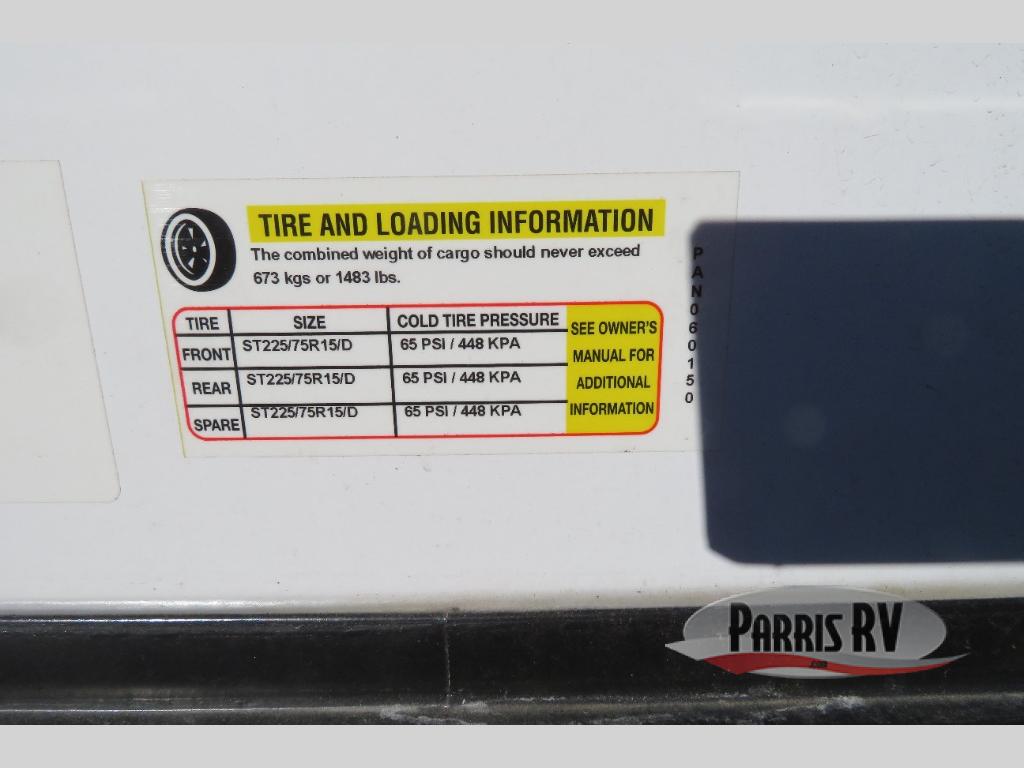 TIRE AND LOADING INFORMATION
The combined weight of cargo should never exceed
673 kgs or 1483 lbs.
TIRE SIZE COLD TIRE PRESSURE
FRONT ST225/75R15/D 65 PSI / 448 KPA
REAR ST225/75R15/D 65 PSI / 448 KPA
SPARE ST225/75R15/D 65 PSI / 448 KPA
SEE OWNER'S
MANUAL FOR
ADDITIONAL
INFORMATION
PAN060150
PARRIS RV
.com